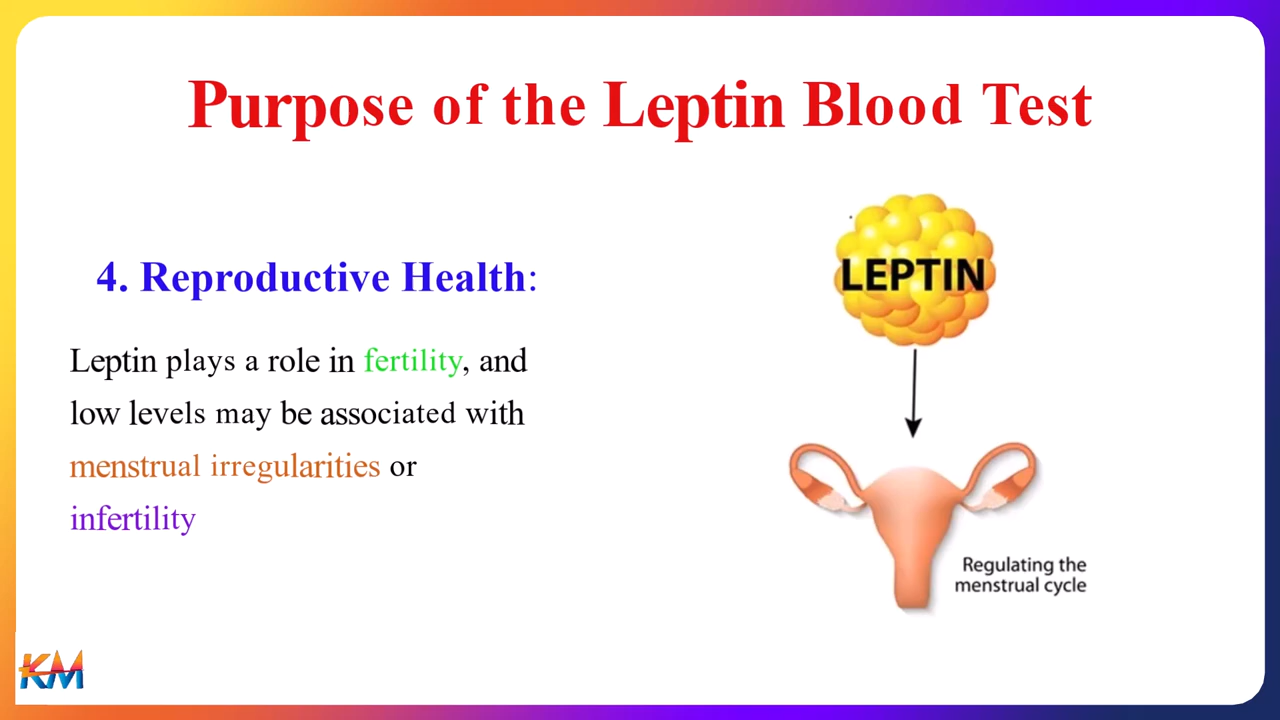 Purpose of the Leptin Blood Test
4. Reproductive Health:
Leptin plays a role in fertility, and
low levels may be associated with
menstrual irregularities or
infertility
LEPTIN
Regulating the
menstrual cycle
KM